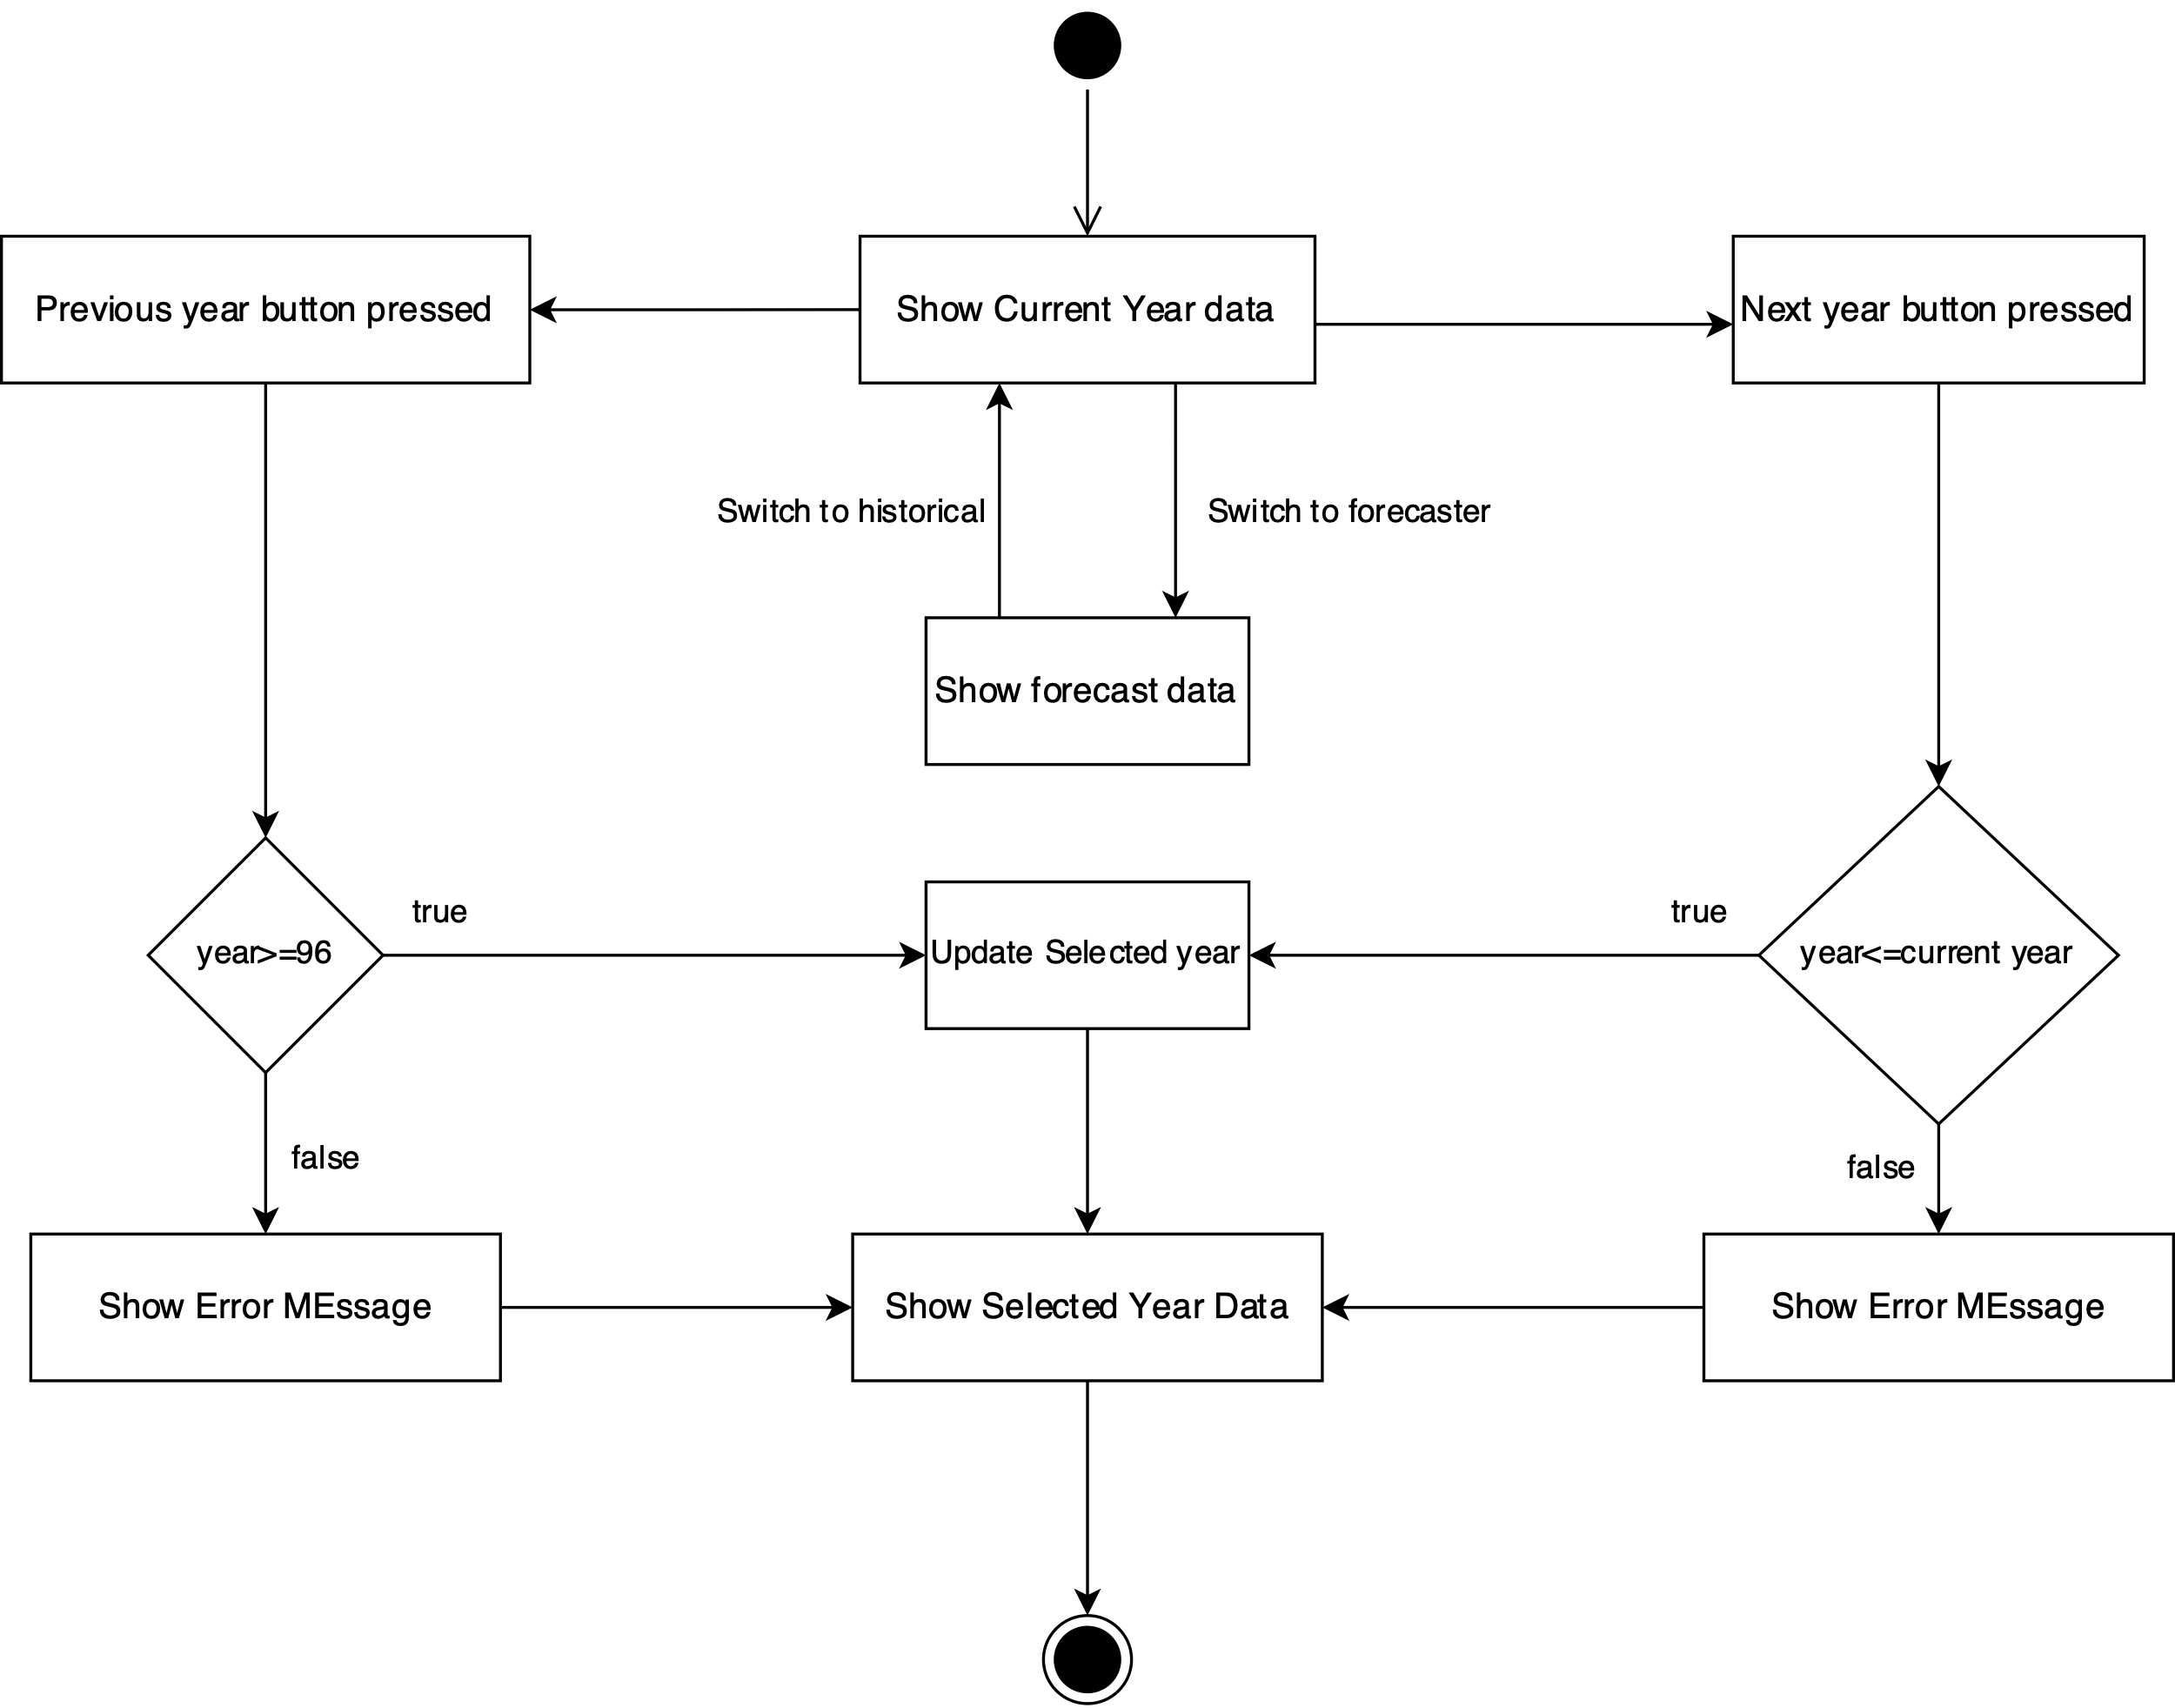 Previous year button pressed
Show Current Year data
Next year button pressed
Switch to historical
Switch to forecaster
Show forecast data
true
true
year>=96
Update Selected year
year<=current year
false
false
Show Error MEssage
Show Selected Year Data
Show Error MEssage